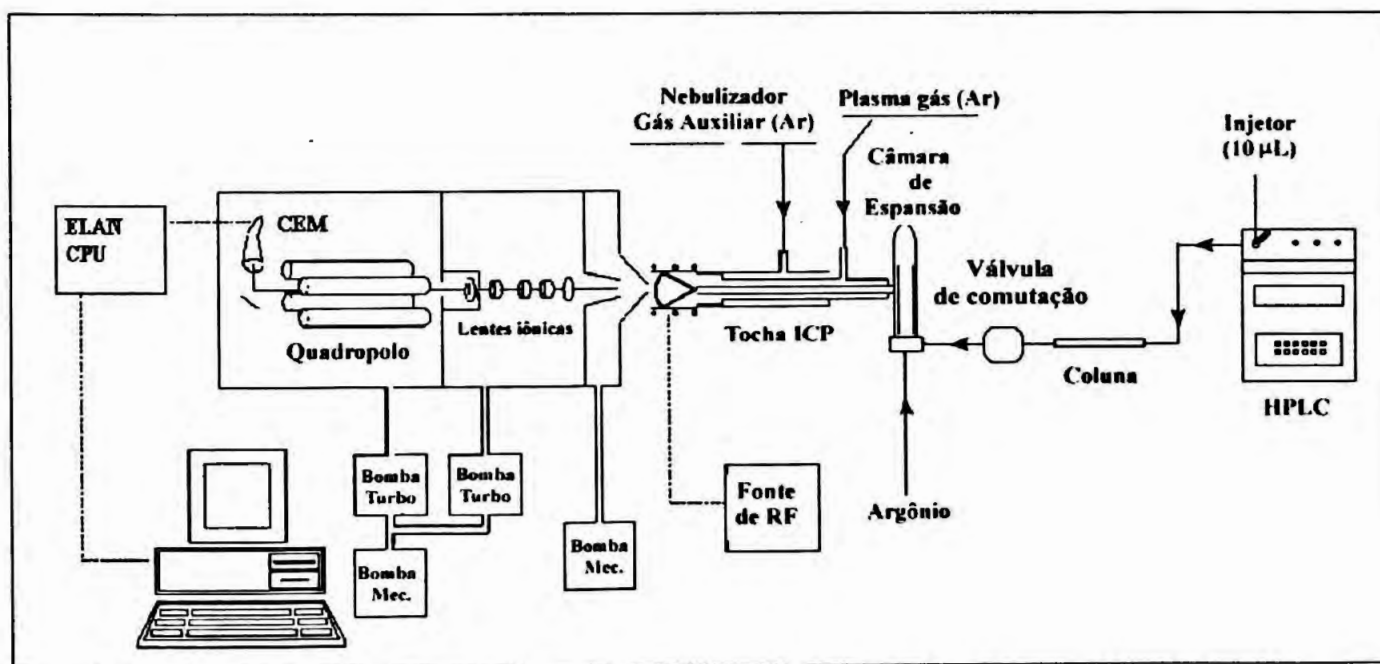 Nebulizador
Gás Auxiliar (Ar)
Plasma gás (Ar)
Injetor
(10 µL)
Câmara
de
Espansão
ELAN
CPU
CEM
Válvula
de comutação
Lentes iônicas
Tocha ICP
Quadropolo
Coluna
HPLC
Bomba
Turbo
Bomba
Turbo
Fonte
de RF
Argônio
Bomba
Mec.
Bomba
Mec.